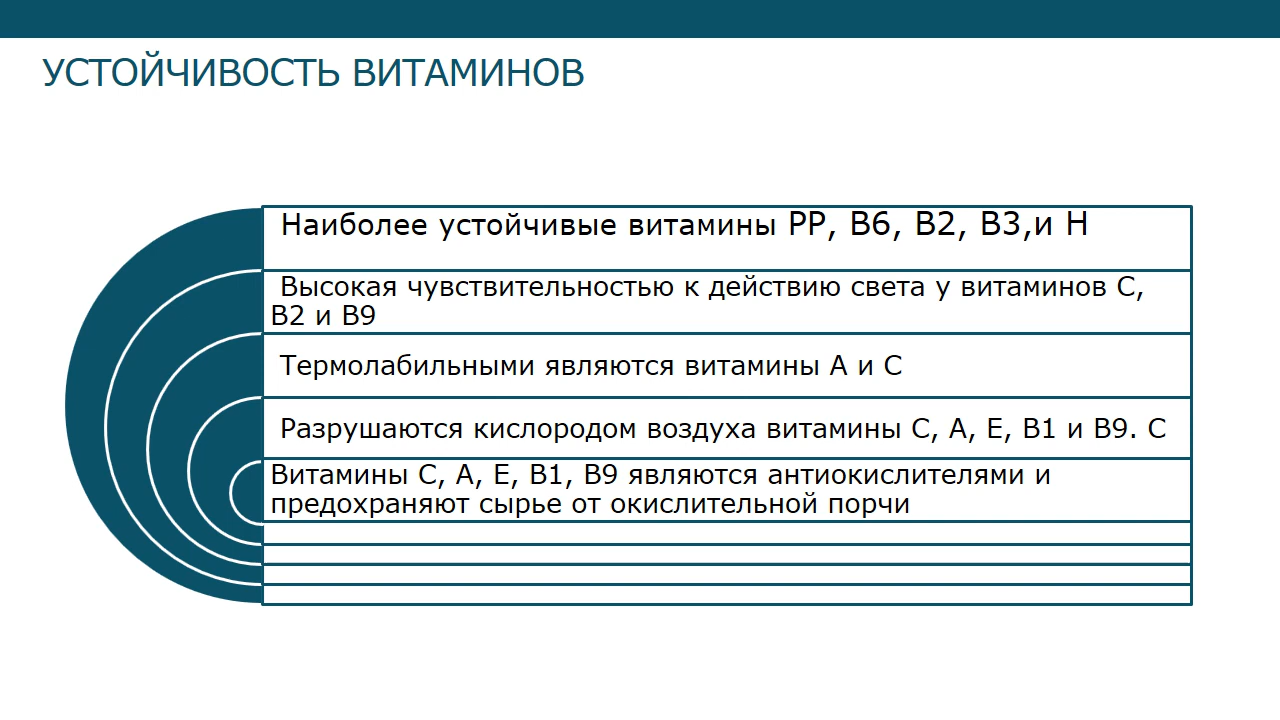 УСТОЙЧИВОСТЬ ВИТАМИНОВ
Наиболее устойчивые витамины РР, В6, В2, В3,и Н
Высокая чувствительностью к действию света у витаминов С,
В2 и В9
Термолабильными являются витамины А и С
Разрушаются кислородом воздуха витамины С, А, Е, В1 и В9. С
Витамины С, А, Е, В1, В9 являются антиокислителями и
предохраняют сырье от окислительной порчи